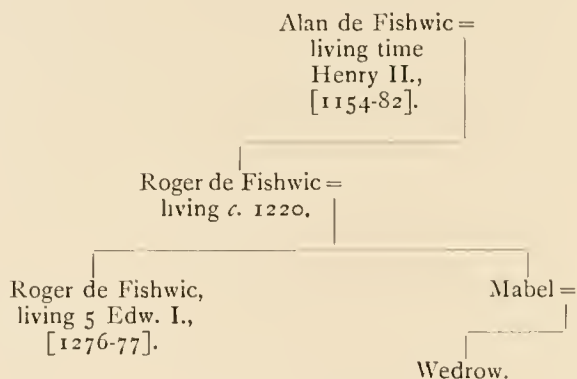 Alan de Fishwic =
living time
Henry II.,
[1154-82].
Roger de Fishwic =
living c. 1220.
Roger de Fishwic,
living 5 Edw. I.,
[1276-77].
Mabel =
Wedrow.